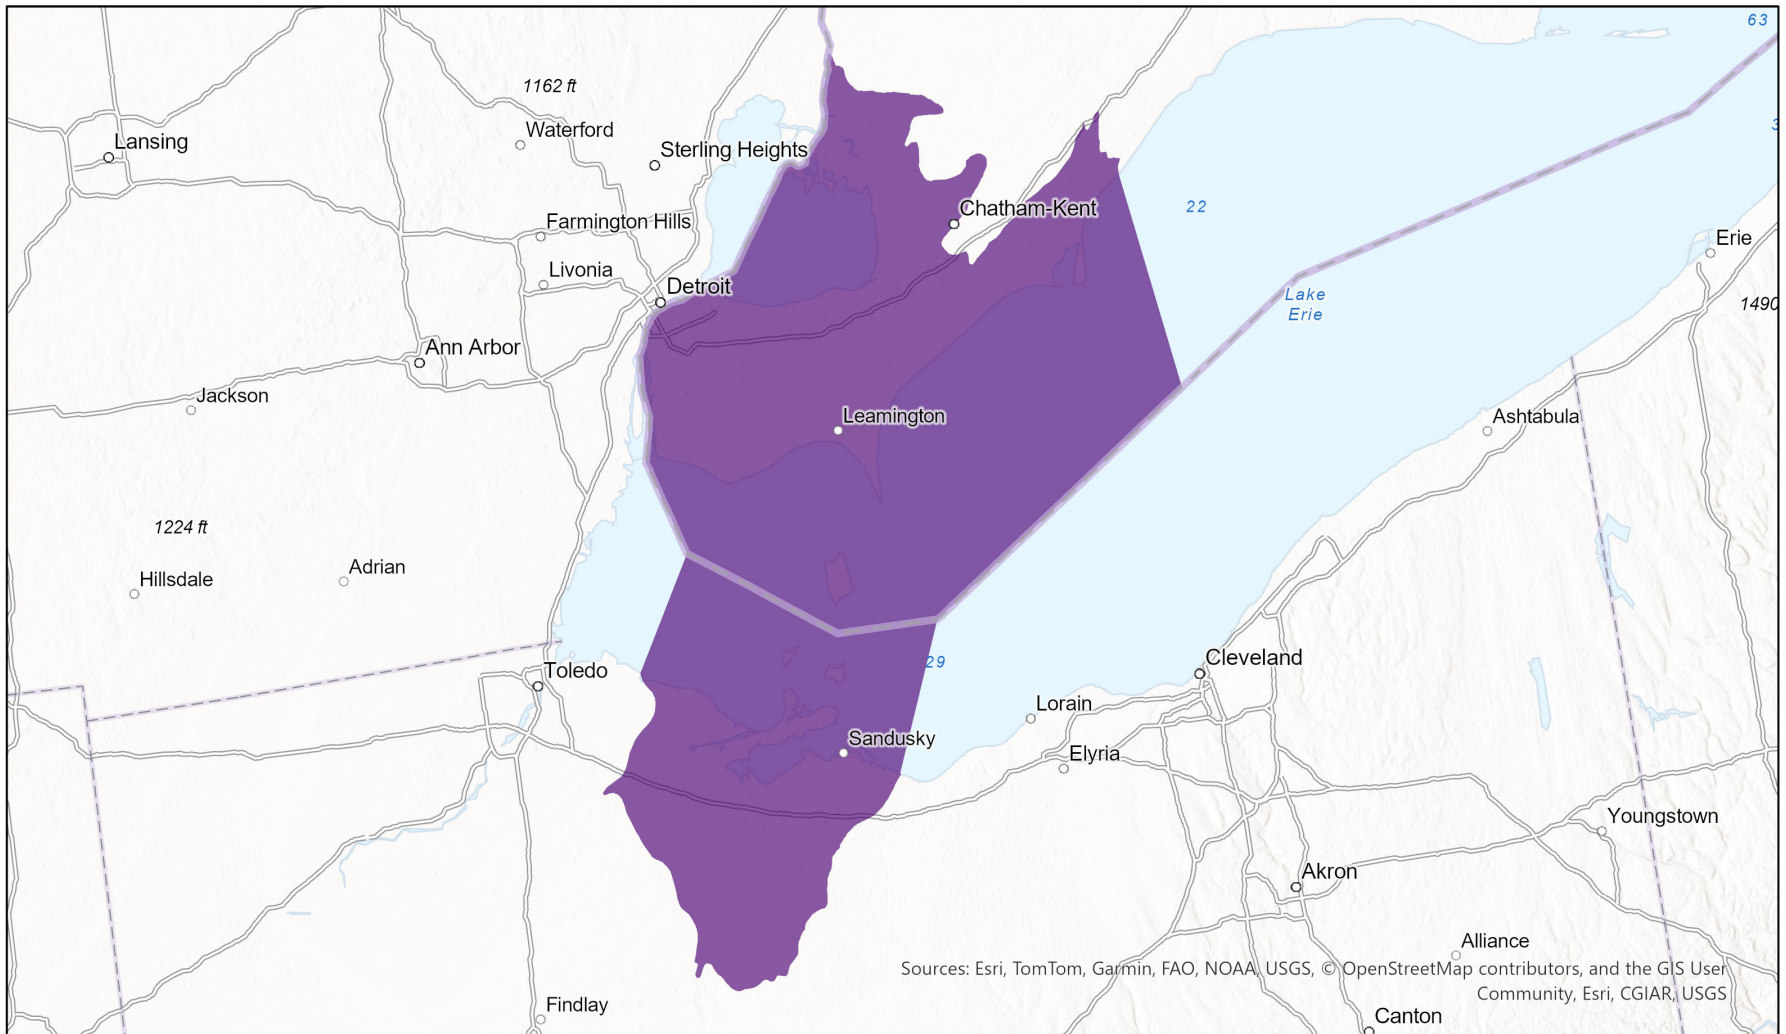 63
1162 ft
Waterford
3
Lansing
Sterling Heights
22
Chatham-Kent
Farmington Hills
Erie
Livonia
Detroit
Lake
Erie
1490
Ann Arbor
Jackson
Leamington
Ashtabula
1224 ft
Adrian
Hillsdale
29
Cleveland
Toledo
Lorain
Sandusky
Elyria
Youngstown
Akron
Alliance
Sources: Esri, TomTom, Garmin, FAO, NOAA, USGS, © OpenStreetMap contributors, and the GIS User
Community, Esri, CGIAR, USGS
Findlay
Canton